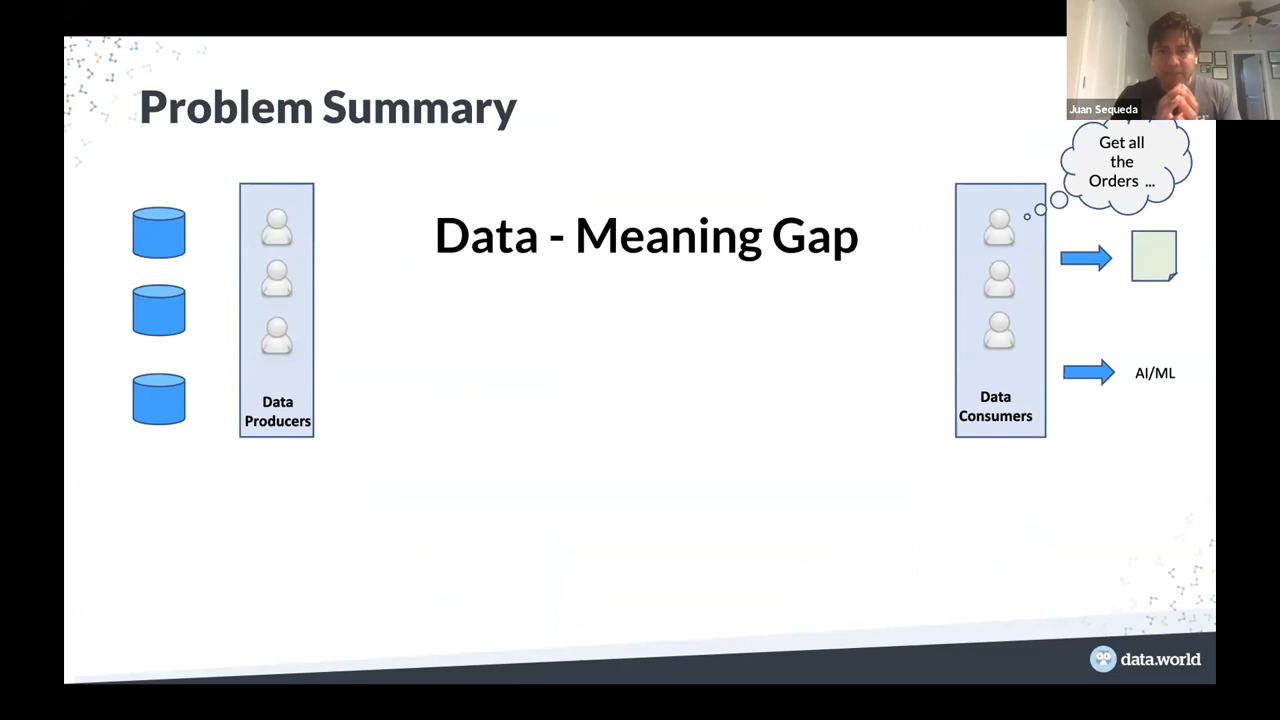 Problem Summary
Juan Sequeda
Get all
the
Orders ...
Data - Meaning Gap
Data
Producers
Data
Consumers
AI/ML
data.world